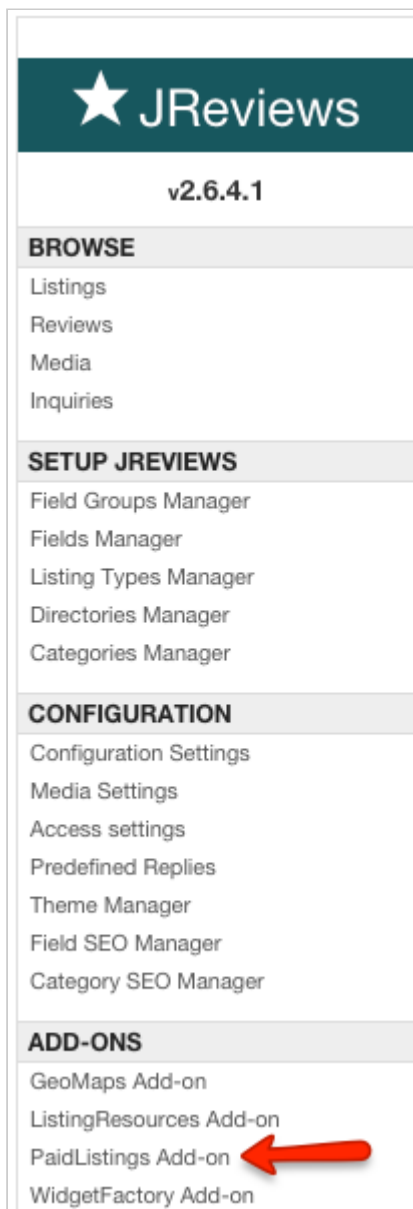 JReviews
v2.6.4.1
BROWSE
Listings
Reviews
Media
Inquiries
SETUP JREVIEWS
Field Groups Manager
Fields Manager
Listing Types Manager
Directories Manager
Categories Manager
CONFIGURATION
Configuration Settings
Media Settings
Access settings
Predefined Replies
Theme Manager
Field SEO Manager
Category SEO Manager
ADD-ONS
GeoMaps Add-on
ListingResources Add-on
PaidListings Add-on
WidgetFactory Add-on